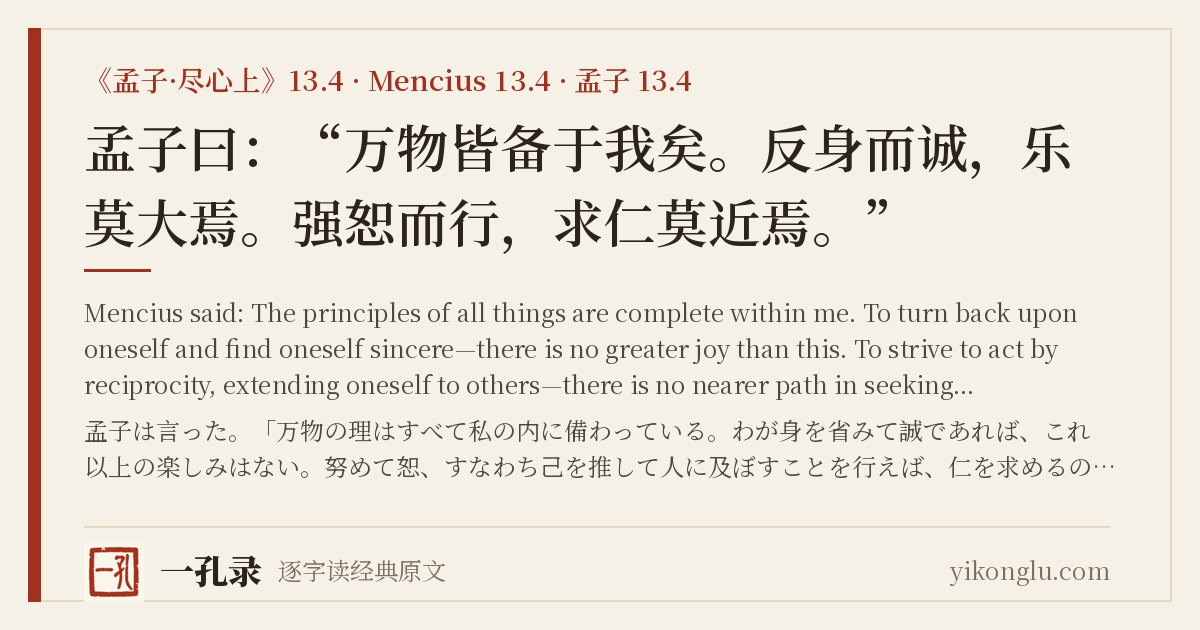 《孟子·尽心上》13.4 · Mencius 13.4 · 孟子 13.4
孟子曰：“万物皆备于我矣。反身而诚，乐
莫大焉。强恕而行，求仁莫近焉。”
Mencius said: The principles of all things are complete within me. To turn back upon
oneself and find oneself sincere—there is no greater joy than this. To strive to act by
reciprocity, extending oneself to others—there is no nearer path in seeking...
孟子は言った。「万物の理はすべて私の内に備わっている。わが身を省みて誠であれば、これ
以上の楽しみはない。努めて恕、すなわち己を推して人に及ぼすことを行えば、仁を求めるの…
一孔
一孔录 逐字读经典原文 yikonglu.com